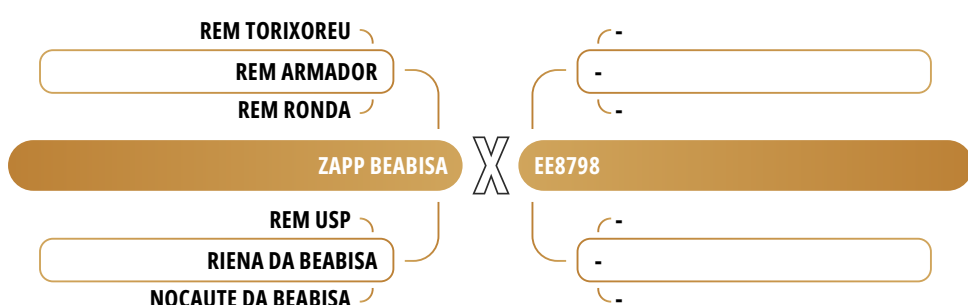 REM TORIXOREU
-
REM ARMADOR
-
REM RONDA
-
ZAPP BEABISA X EE8798
REM USP
-
RIENA DA BEABISA
-
NOCAUTE DA BEABISA
-